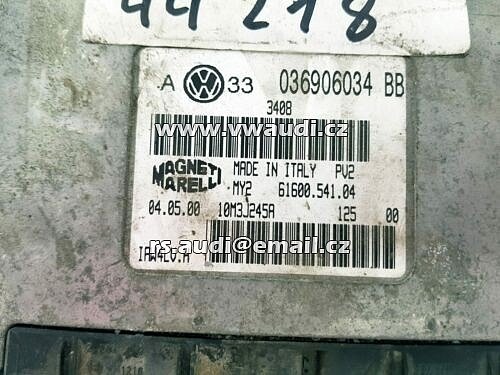 44 218
A VW 33 036906034 BB
3408
www.vwaudi.cz
MAGNETI MARELLI
MADE IN ITALY PV2
MY2 61600.541.04
04.05.00 10M3J245A 125 00
rs.audi@email.cz
IAW4LV.A